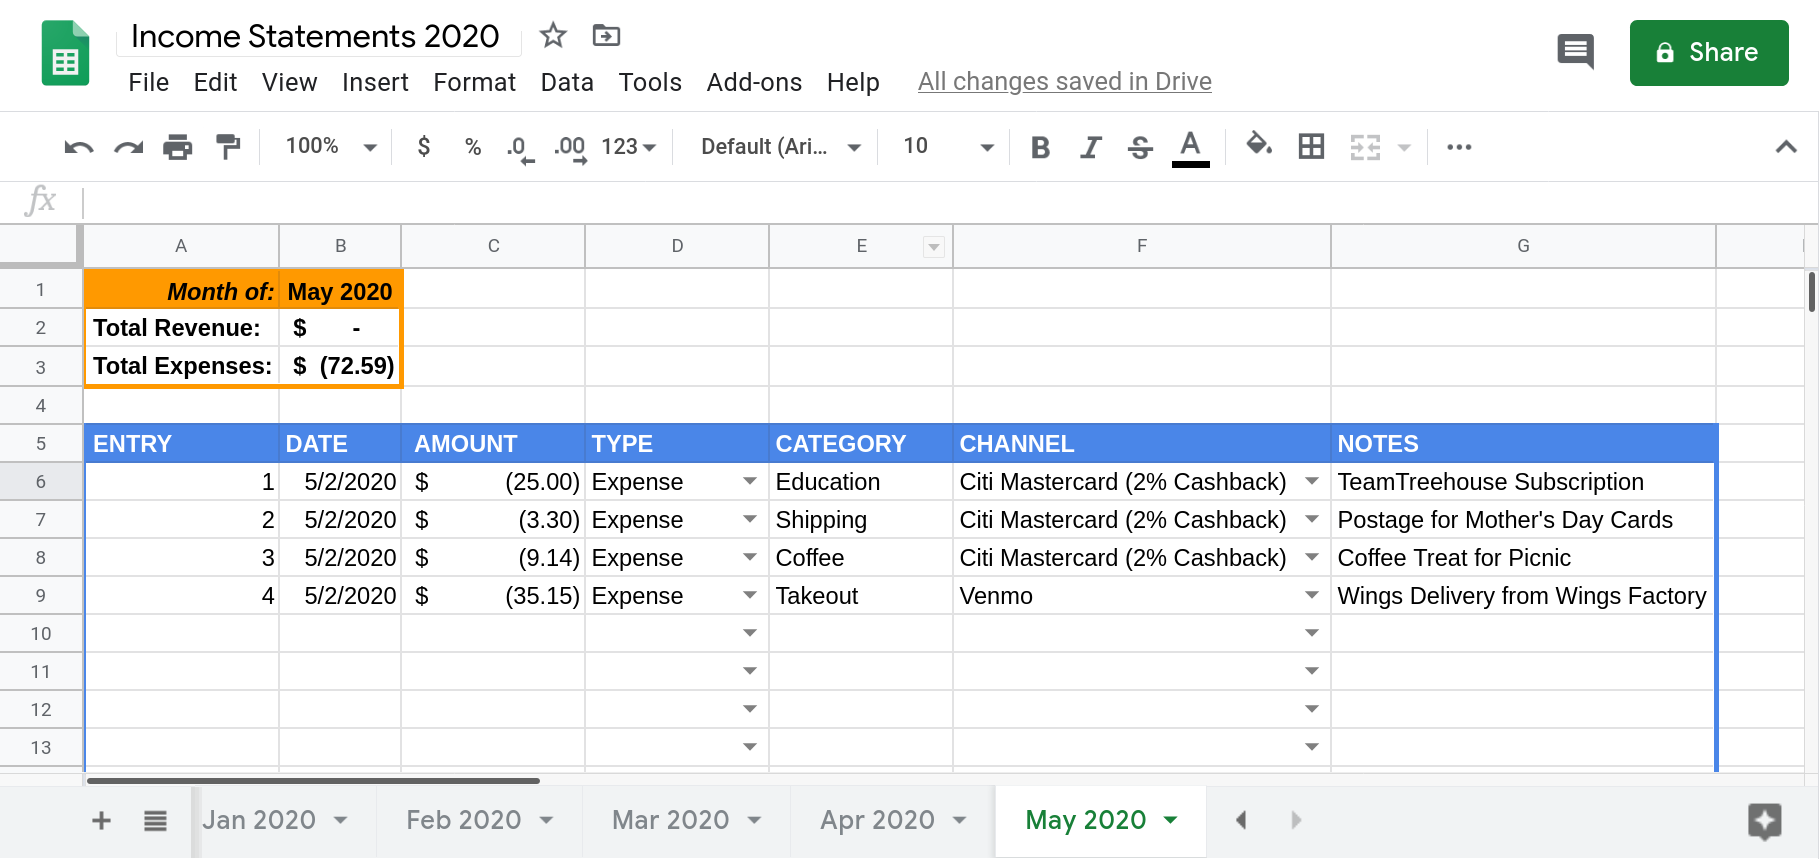 Income Statements 2020
File Edit View Insert Format Data Tools Add-ons Help All changes saved in Drive
Share
100% $ % .0 .00 123 Default (Ari... 10 B I S A
fx
A B C D E F G
1 Month of: May 2020
2 Total Revenue: $ -
3 Total Expenses: $ (72.59)
4
5 ENTRY DATE AMOUNT TYPE CATEGORY CHANNEL NOTES
6 1 5/2/2020 $ (25.00) Expense Education Citi Mastercard (2% Cashback) TeamTreehouse Subscription
7 2 5/2/2020 $ (3.30) Expense Shipping Citi Mastercard (2% Cashback) Postage for Mother's Day Cards
8 3 5/2/2020 $ (9.14) Expense Coffee Citi Mastercard (2% Cashback) Coffee Treat for Picnic
9 4 5/2/2020 $ (35.15) Expense Takeout Venmo Wings Delivery from Wings Factory
10
11
12
13
Jan 2020 Feb 2020 Mar 2020 Apr 2020 May 2020